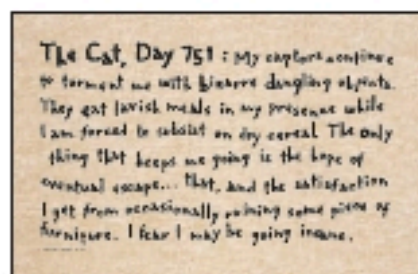 The Cat, Day 751 : My captors continue
to torment me with bizarre dangling objects.
They eat lavish meals in my presence while
I am forced to subsist on dry cereal. The only
thing that keeps me going is the hope of
eventual escape... that, and the satisfaction
I get from occasionally ruining some piece of
furniture. I fear I may be going insane.